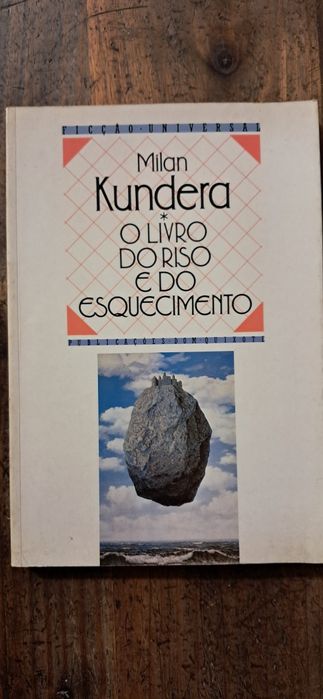 FICÇÃO · UNIVERSAL
Milan
Kundera
*
O LIVRO
DO RISO
E DO
ESQUECIMENTO
PUBLICAÇÕES DOM QUIXOTE